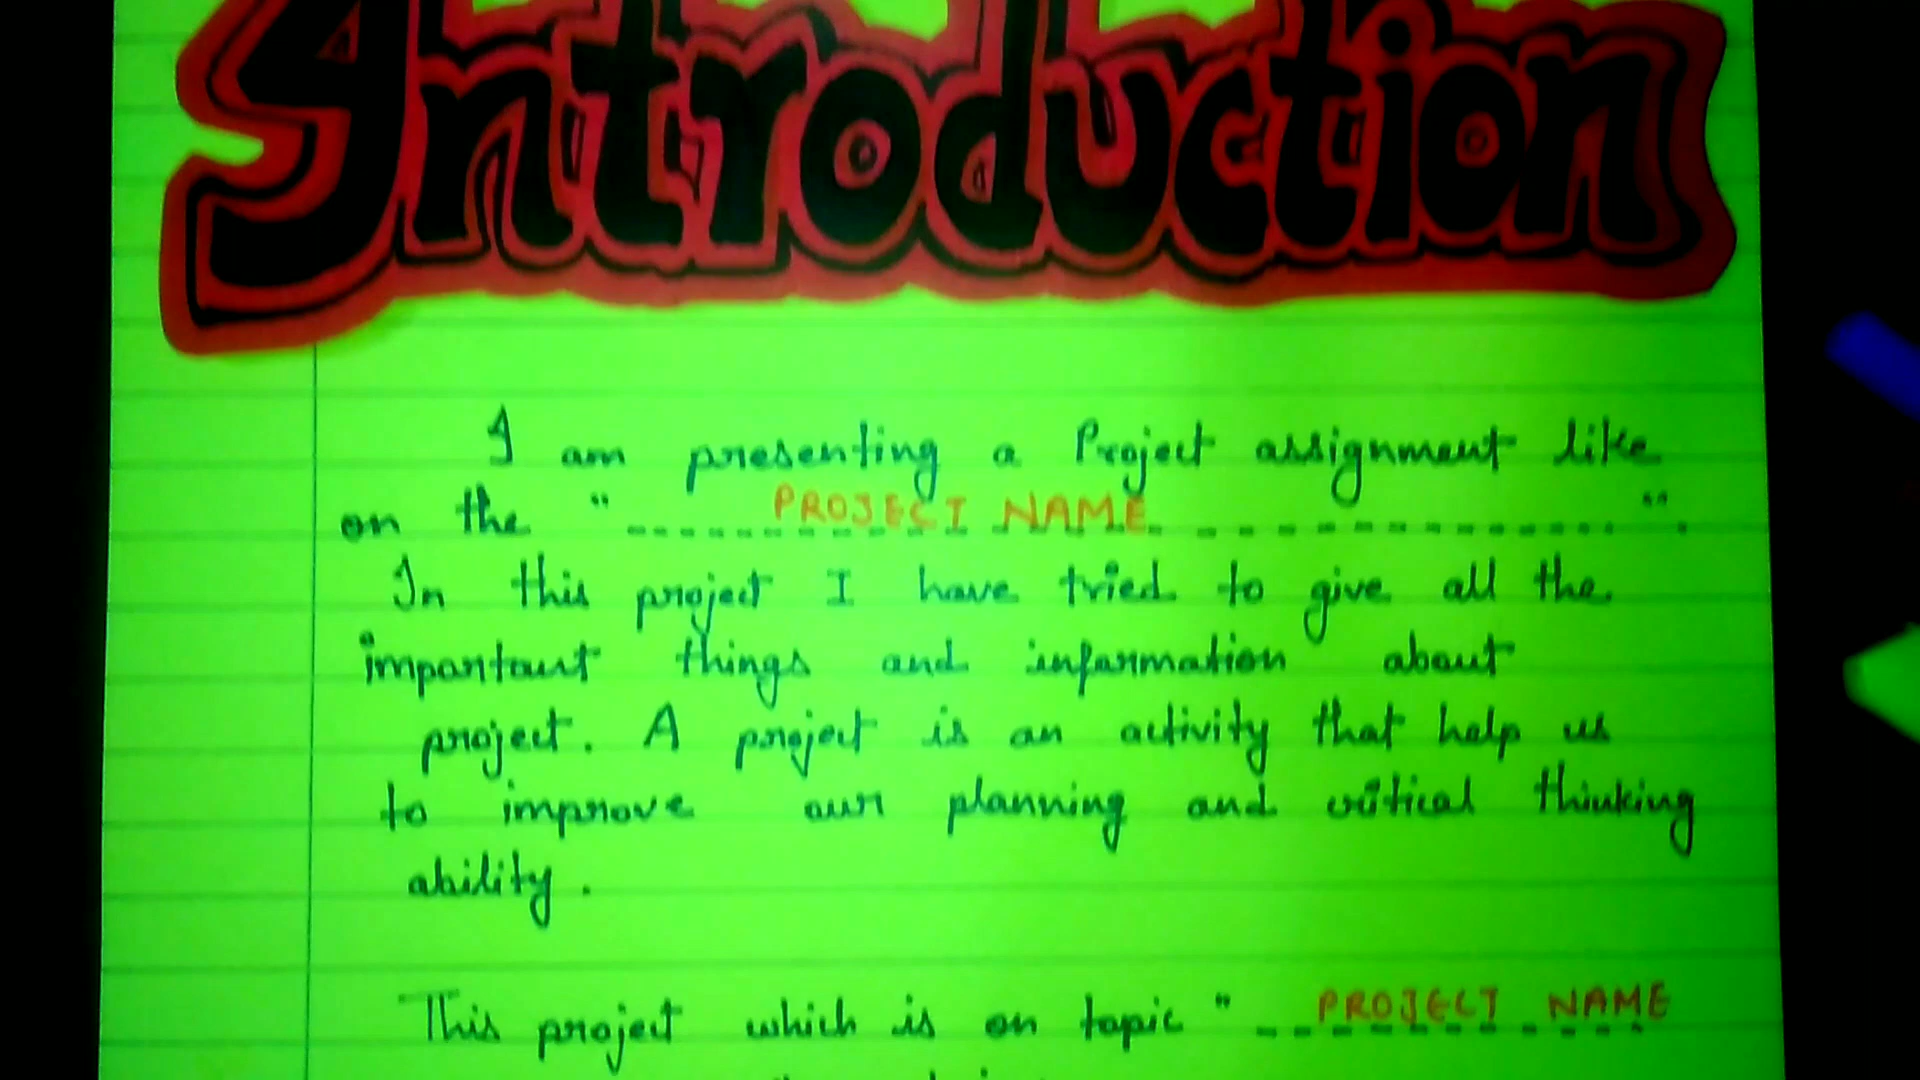 Introduction
I am presenting a Project assignment like
on the " PROJECT NAME ".
In this project I have tried to give all the
important things and information about
project. A project is an activity that help us
to improve our planning and critical thinking
ability.
This project which is on topic " PROJECT NAME